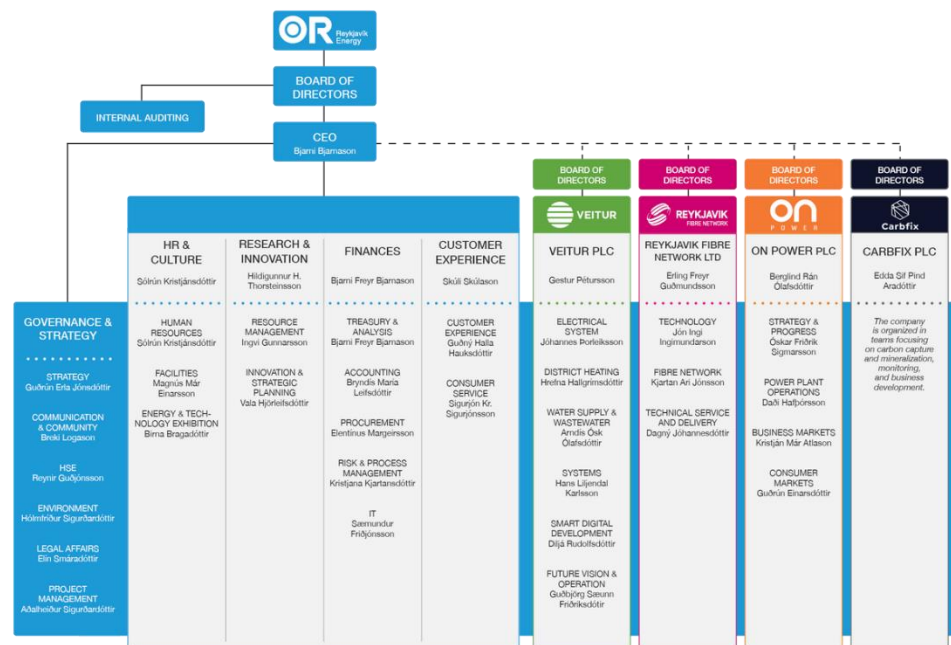 OR Reykjavik
Energy
BOARD OF
DIRECTORS
INTERNAL AUDITING
CEO
Bjarni Bjarnason
BOARD OF
DIRECTORS
VEITUR
BOARD OF
DIRECTORS
REYKJAVIK
FIBRE NETWORK
BOARD OF
DIRECTORS
ON
POWER
BOARD OF
DIRECTORS
Carbfix
GOVERNANCE &
STRATEGY
STRATEGY
Guðrún Erla Jónsdóttir
COMMUNICATION
& COMMUNITY
Breki Logason
HSE
Reynir Guðjónsson
ENVIRONMENT
Hólmfríður Sigurðardóttir
LEGAL AFFAIRS
Elín Smáradóttir
PROJECT
MANAGEMENT
Aðalheiður Sigurðardóttir
HR &
CULTURE
Sólrún Kristjánsdóttir
HUMAN
RESOURCES
Sólrún Kristjánsdóttir
FACILITIES
Magnús Már
Einarsson
ENERGY & TECH-
NOLOGY EXHIBITION
Birna Bragadóttir
RESEARCH &
INNOVATION
Hildigunnur H.
Thorsteinsson
RESOURCE
MANAGEMENT
Ingvi Gunnarsson
INNOVATION &
STRATEGIC
PLANNING
Vala Hjörleifsdóttir
FINANCES
Bjarni Freyr Bjarnason
TREASURY &
ANALYSIS
Bjarni Freyr Bjarnason
ACCOUNTING
Bryndís María
Leifsdóttir
PROCUREMENT
Elentínus Margeirsson
RISK & PROCESS
MANAGEMENT
Kristjana Kjartansdóttir
IT
Sæmundur
Friðjónsson
CUSTOMER
EXPERIENCE
Skúli Skúlason
CUSTOMER
EXPERIENCE
Guðný Halla
Hauksdóttir
CONSUMER
SERVICE
Sigurjón Kr.
Sigurjónsson
VEITUR PLC
Gestur Pétursson
ELECTRICAL
SYSTEM
Jóhannes Þorleiksson
DISTRICT HEATING
Hrefna Hallgrímsdóttir
WATER SUPPLY &
WASTEWATER
Arndís Ósk
Ólafsdóttir
SYSTEMS
Hans Liljendal
Karlsson
SMART DIGITAL
DEVELOPMENT
Diljá Rudolfsdóttir
FUTURE VISION &
OPERATION
Guðbjörg Sæunn
Friðriksdótir
REYKJAVIK FIBRE
NETWORK LTD
Erling Freyr
Guðmundsson
TECHNOLOGY
Jón Ingi
Ingimundarson
FIBRE NETWORK
Kjartan Ari Jónsson
TECHNICAL SERVICE
AND DELIVERY
Dagný Jóhannesdóttir
ON POWER PLC
Berglind Rán
Ólafsdóttir
STRATEGY &
PROGRESS
Óskar Friðrik
Sigmarsson
POWER PLANT
OPERATIONS
Daði Hafþórsson
BUSINESS MARKETS
Kristján Már Atlason
CONSUMER
MARKETS
Guðrún Einarsdóttir
CARBFIX PLC
Edda Sif Pind
Aradóttir
The company
is organized in
teams focusing
on carbon capture
and mineralization,
monitoring,
and business
development.